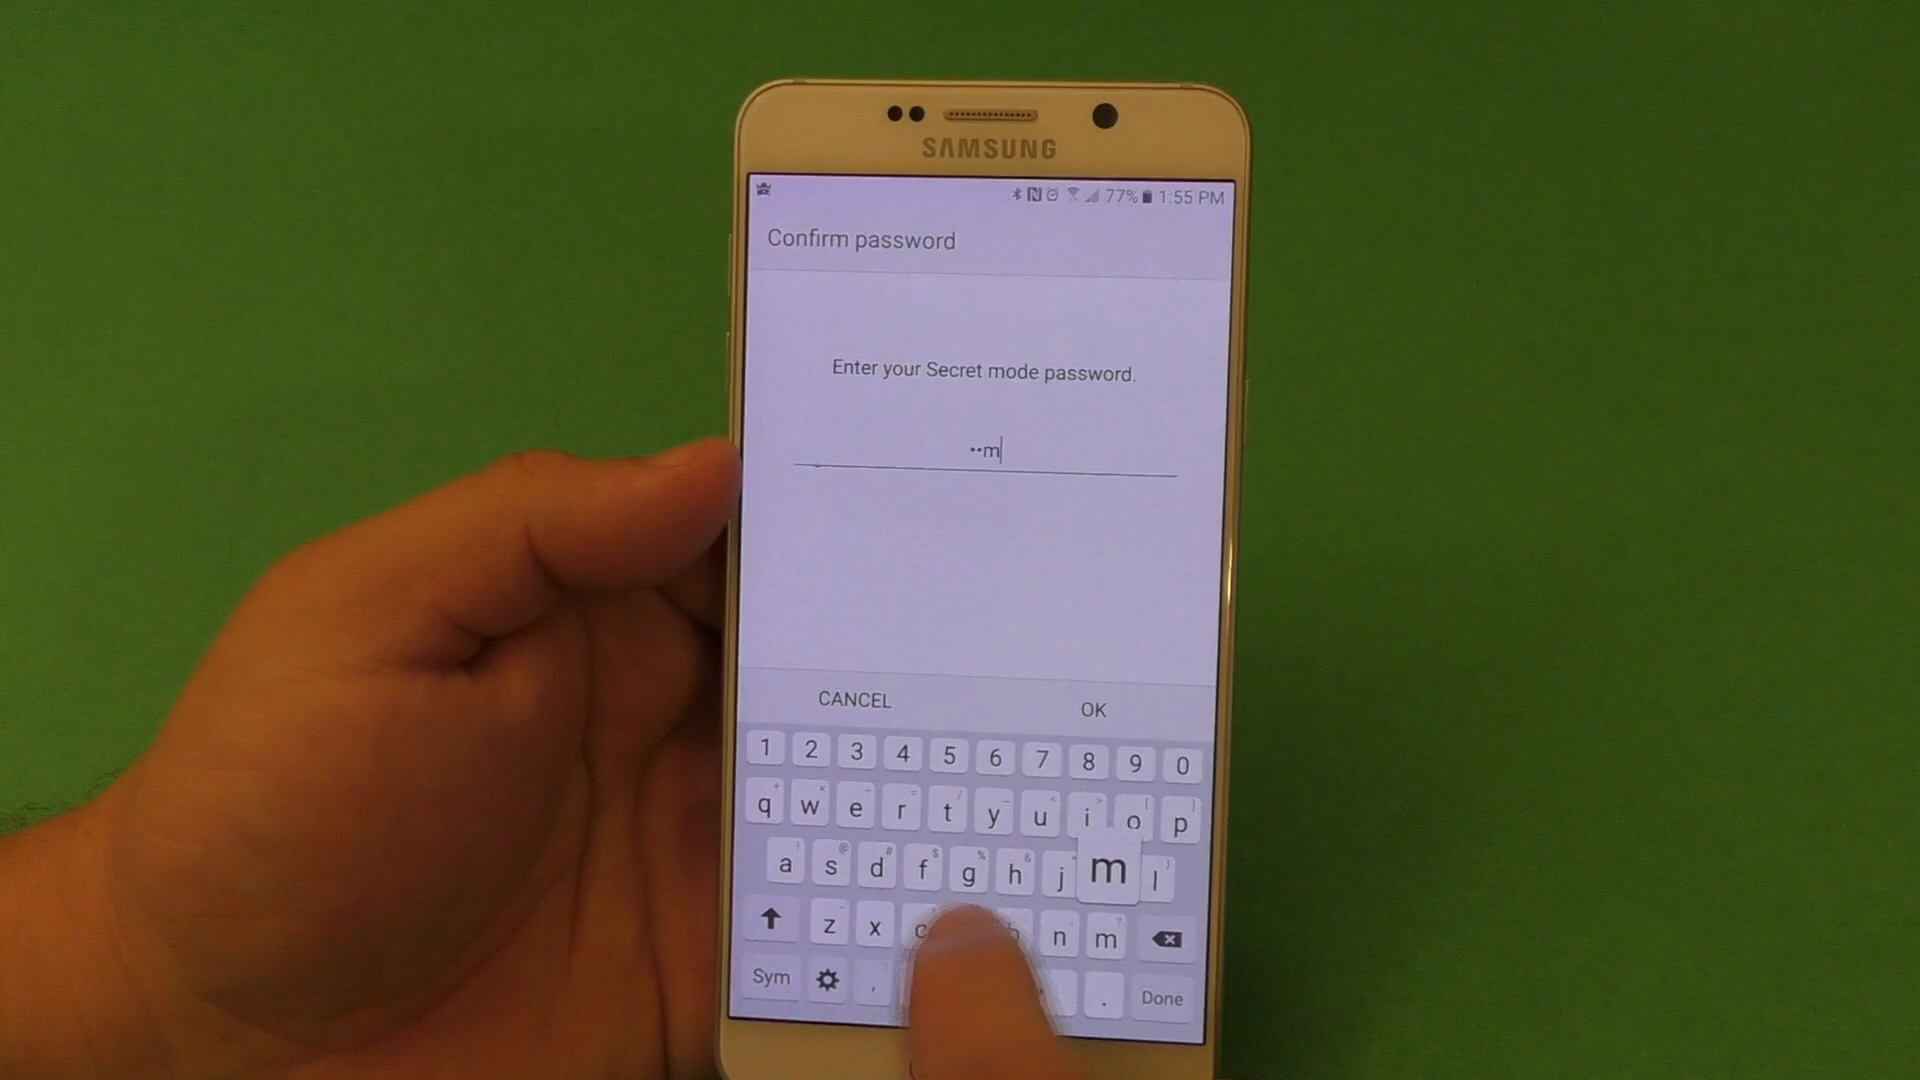 SAMSUNG
77% 1:55 PM
Confirm password
Enter your Secret mode password.
••m
CANCEL OK
1 2 3 4 5 6 7 8 9 0
q w e r t y u i o p
a s d f g h j m l
z x c b n m
Sym , . Done